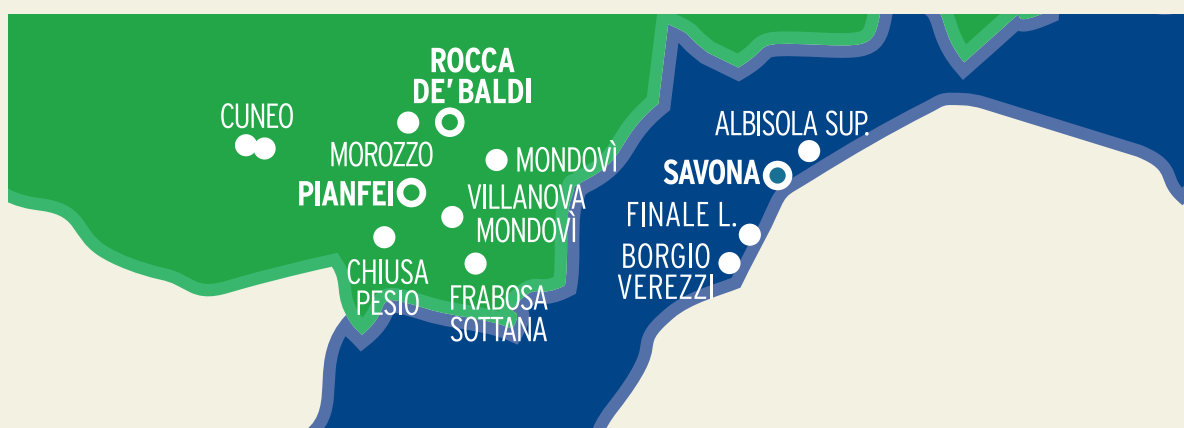 ROCCA
DE' BALDI
CUNEO
MOROZZO
MONDOVÌ
PIANFEI
VILLANOVA
MONDOVÌ
CHIUSA
PESIO
FRABOSA
SOTTANA
ALBISOLA SUP.
SAVONA
FINALE L.
BORGIO
VEREZZI